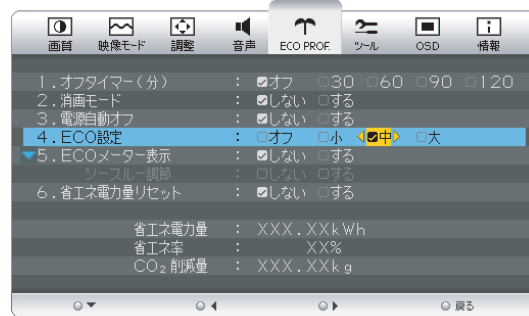 画質 映像モード 調整 音声 ECO PROF. ツール OSD 情報
1.オフタイマー(分) : オフ 30 60 90 120
2.消画モード : しない する
3.電源自動オフ : しない する
4.ECO設定 : オフ 小 中 大
5.ECOメーター表示 : しない する
シースルー調節 : しない する
6.省エネ電力量リセット : しない する
省エネ電力量 : XXX.XXkWh
省エネ率 : XX%
CO₂削減量 : XXX.XXkg
戻る